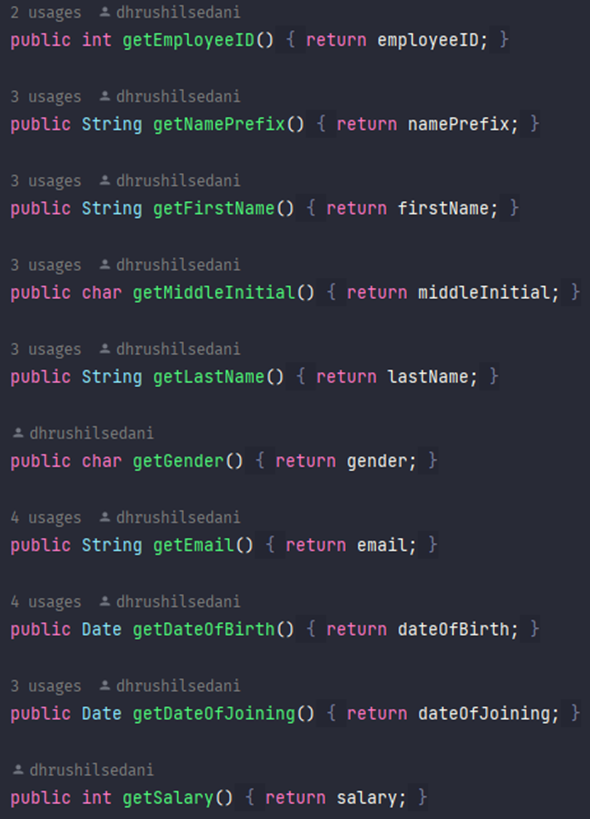 2 usages dhrushilsedani
public int getEmployeeID() { return employeeID; }
3 usages dhrushilsedani
public String getNamePrefix() { return namePrefix; }
3 usages dhrushilsedani
public String getFirstName() { return firstName; }
3 usages dhrushilsedani
public char getMiddleInitial() { return middleInitial; }
3 usages dhrushilsedani
public String getLastName() { return lastName; }
dhrushilsedani
public char getGender() { return gender; }
4 usages dhrushilsedani
public String getEmail() { return email; }
4 usages dhrushilsedani
public Date getDateOfBirth() { return dateOfBirth; }
3 usages dhrushilsedani
public Date getDateOfJoining() { return dateOfJoining; }
dhrushilsedani
public int getSalary() { return salary; }